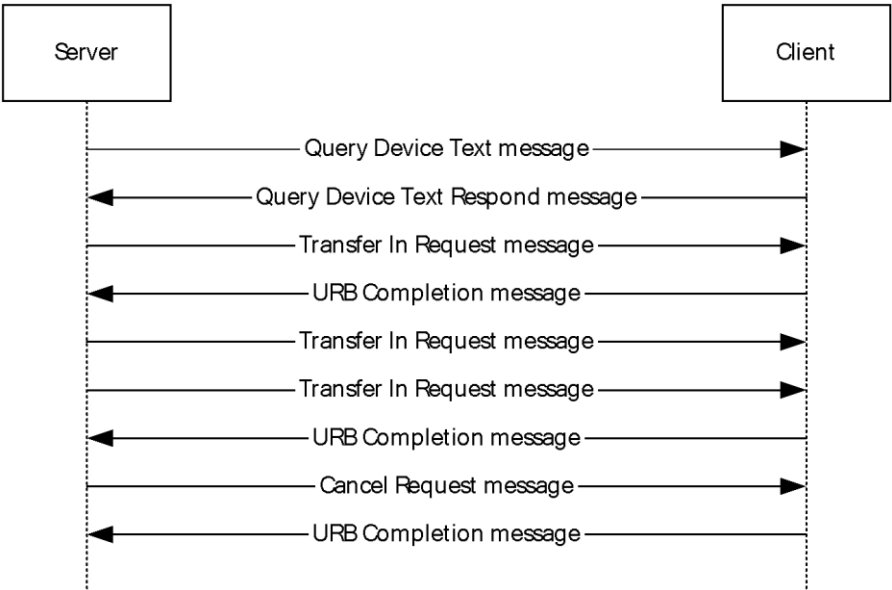 Server
Client
Query Device Text message
Query Device Text Respond message
Transfer In Request message
URB Completion message
Transfer In Request message
Transfer In Request message
URB Completion message
Cancel Request message
URB Completion message